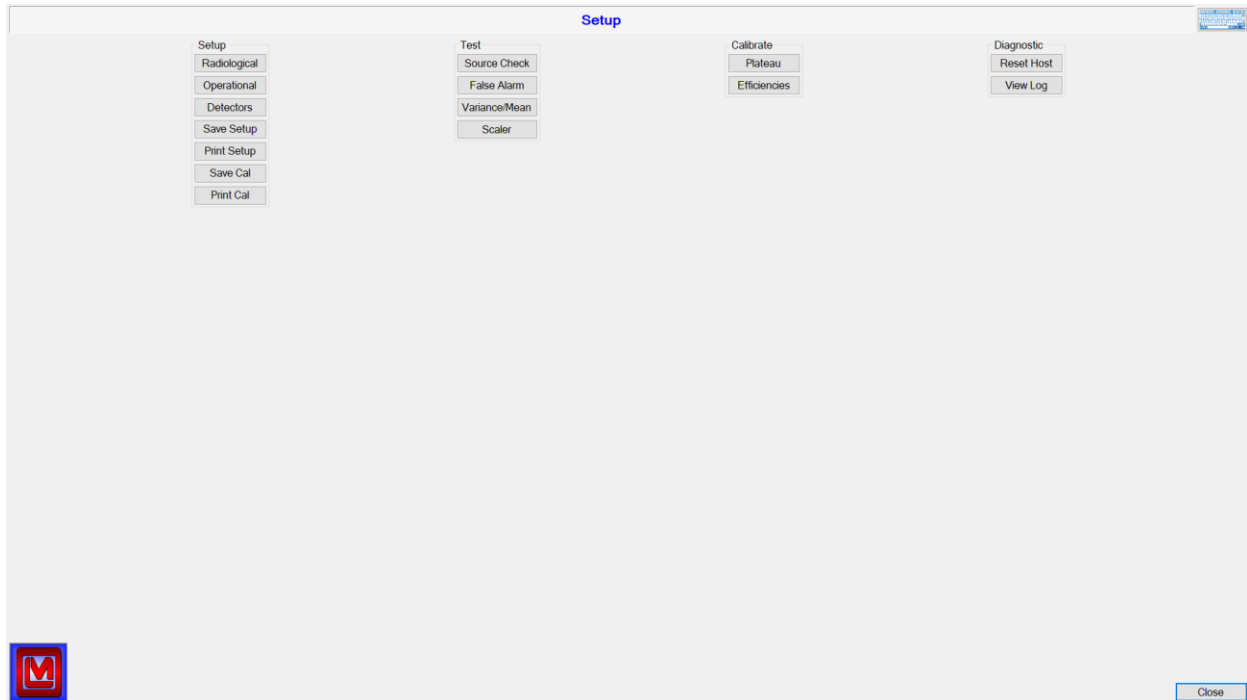 Setup
Setup
Radiological
Operational
Detectors
Save Setup
Print Setup
Save Cal
Print Cal
Test
Source Check
False Alarm
Variance/Mean
Scaler
Calibrate
Plateau
Efficiencies
Diagnostic
Reset Host
View Log
LM
Close